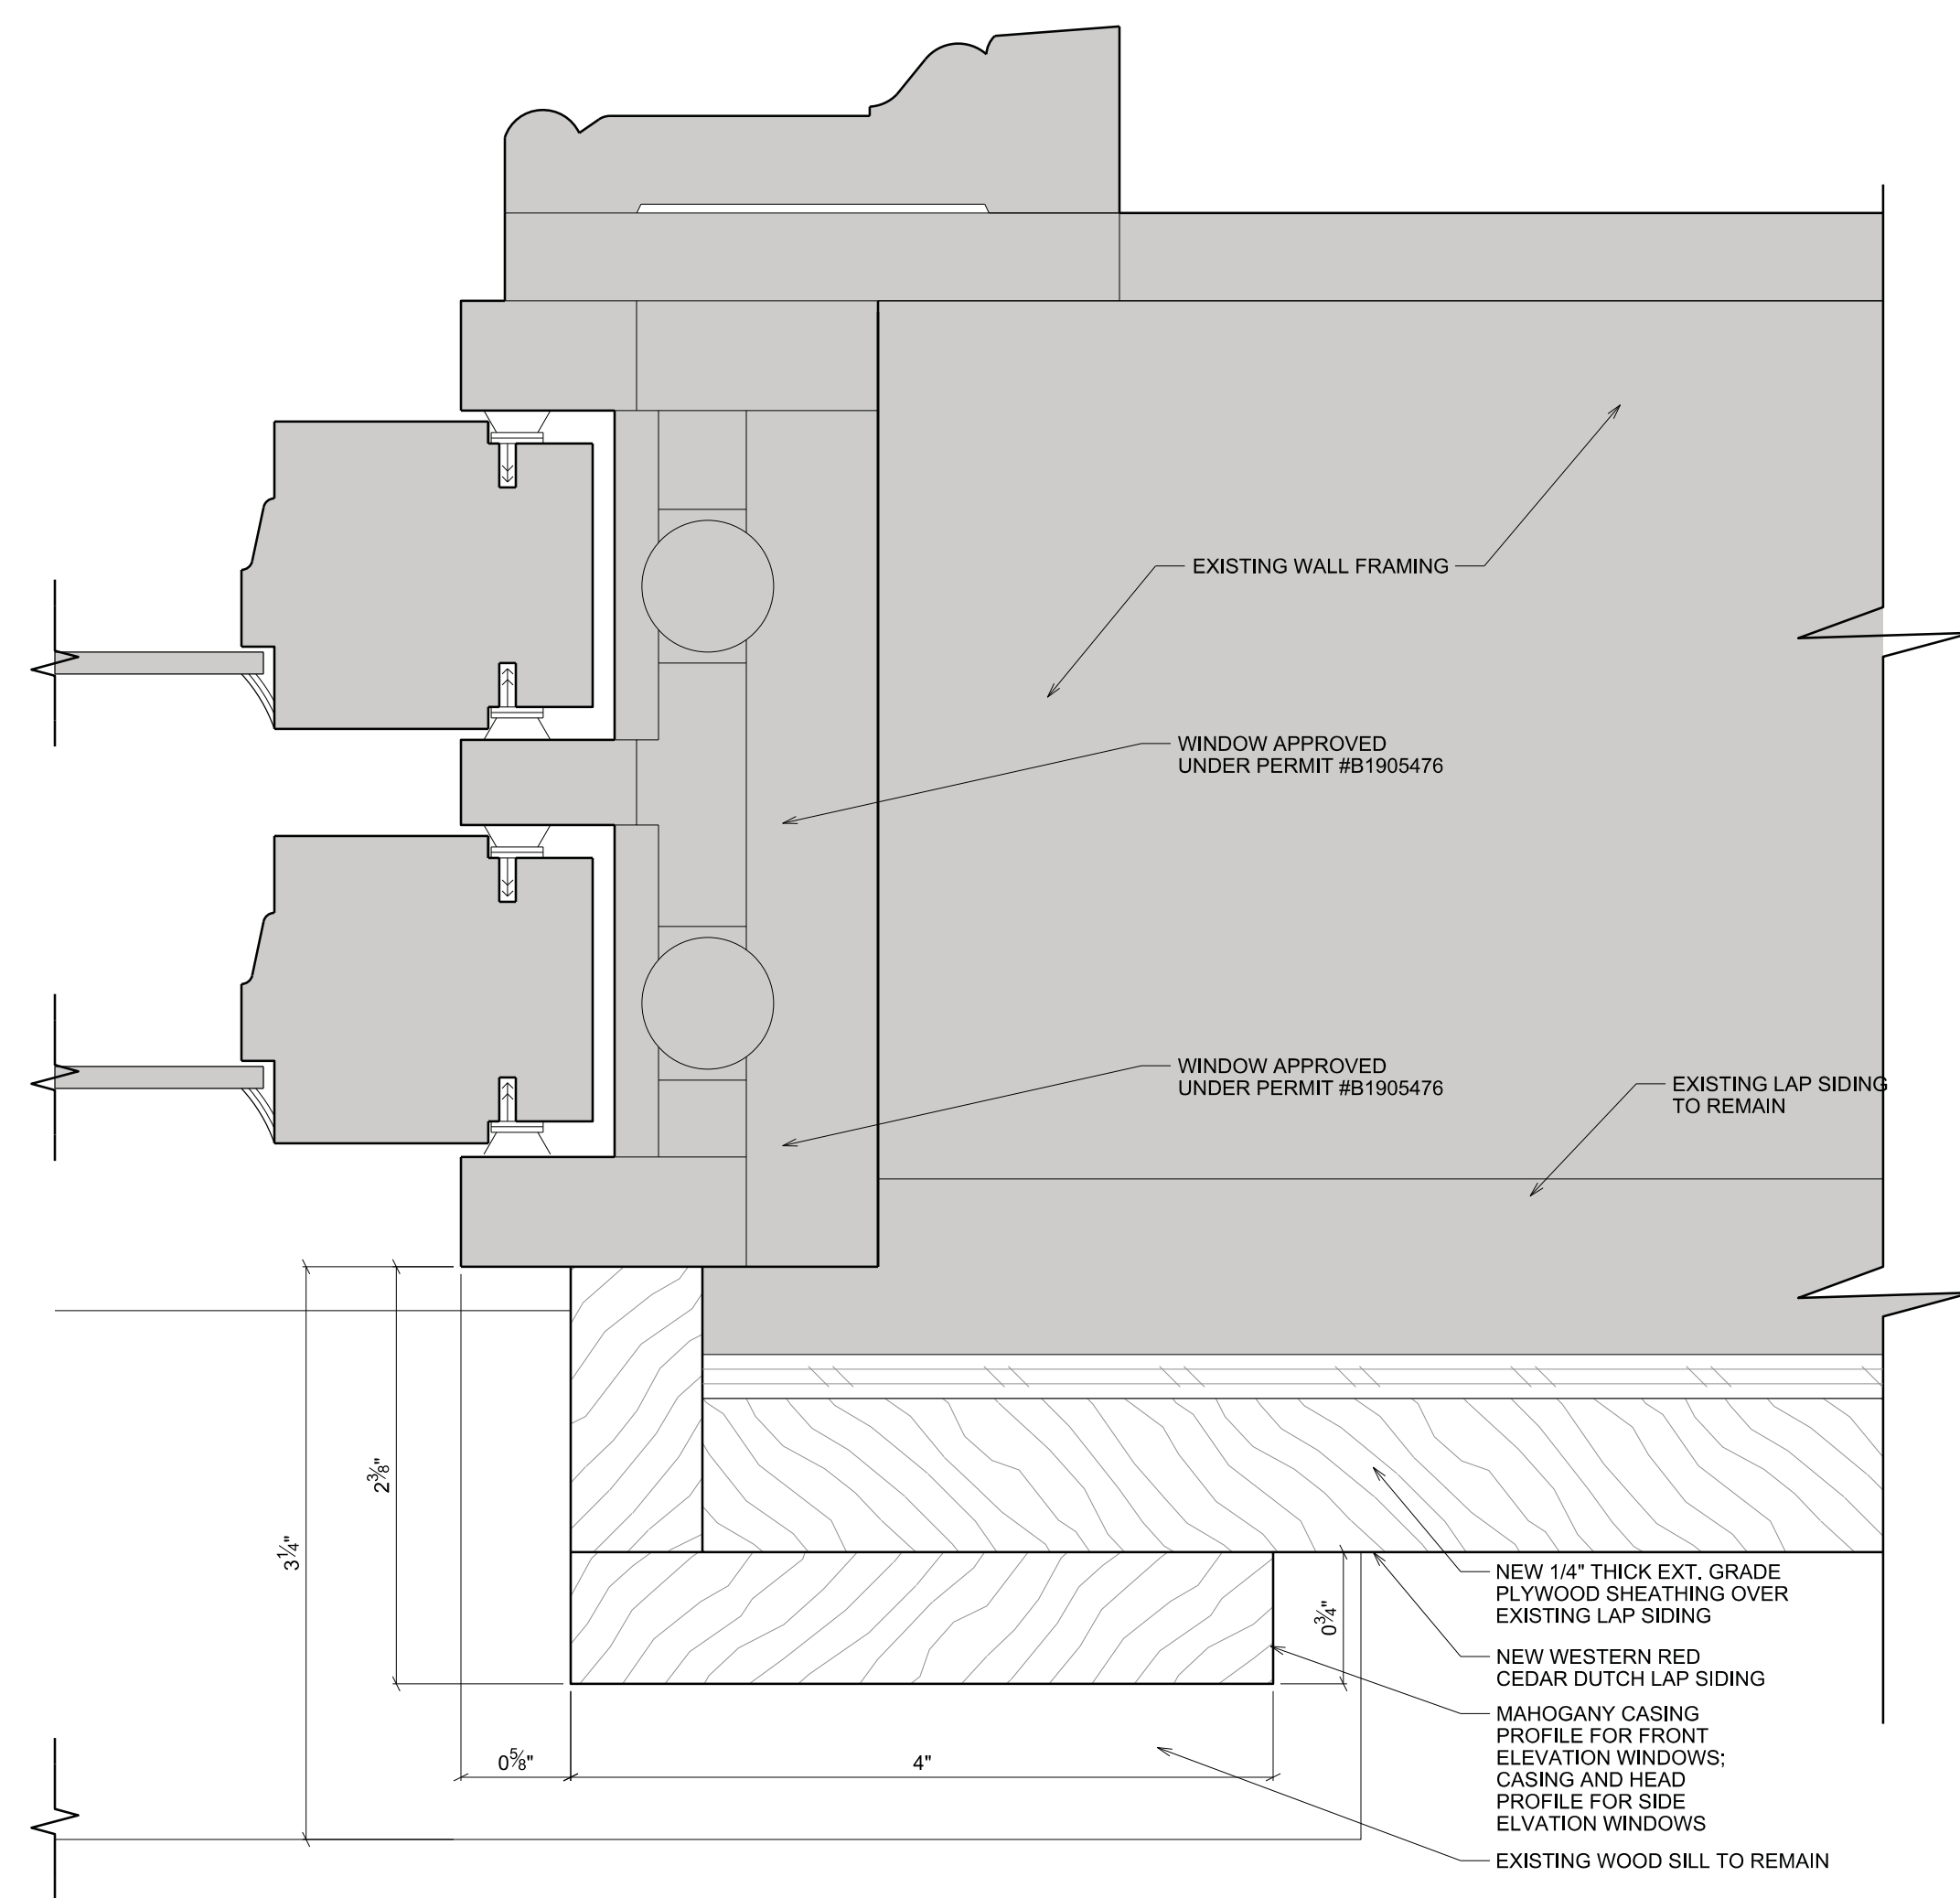 EXISTING WALL FRAMING
WINDOW APPROVED
UNDER PERMIT #B1905476
WINDOW APPROVED
UNDER PERMIT #B1905476
EXISTING LAP SIDING
TO REMAIN
2⅜"
3¼"
0¾"
0⅝"
4"
NEW 1/4" THICK EXT. GRADE
PLYWOOD SHEATHING OVER
EXISTING LAP SIDING
NEW WESTERN RED
CEDAR DUTCH LAP SIDING
MAHOGANY CASING
PROFILE FOR FRONT
ELEVATION WINDOWS;
CASING AND HEAD
PROFILE FOR SIDE
ELVATION WINDOWS
EXISTING WOOD SILL TO REMAIN